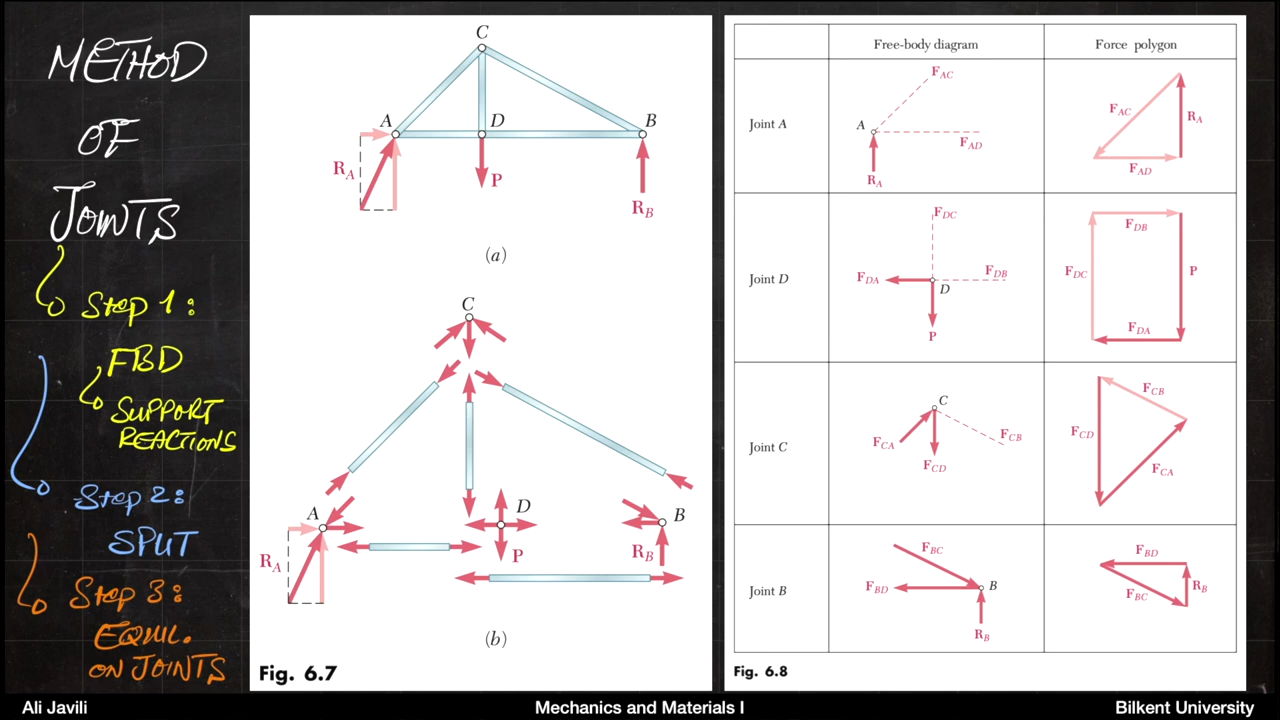 METHOD
OF
JOINTS
Step 1:
FBD
SUPPORT
REACTIONS
Step 2:
SPLIT
Step 3:
EQUIL.
ON JOINTS
C
A
D
B
R_A
P
R_B
(a)
C
A
D
B
R_A
P
R_B
(b)
Fig. 6.7
Free-body diagram
Force polygon
Joint A
F_AC
A
F_AD
R_A
F_AC
R_A
F_AD
Joint D
F_DC
F_DA
F_DB
D
P
F_DB
F_DC
P
F_DA
Joint C
C
F_CA
F_CB
F_CD
F_CB
F_CD
F_CA
Joint B
F_BC
F_BD
B
R_B
F_BD
F_BC
R_B
Fig. 6.8
Ali Javili
Mechanics and Materials I
Bilkent University